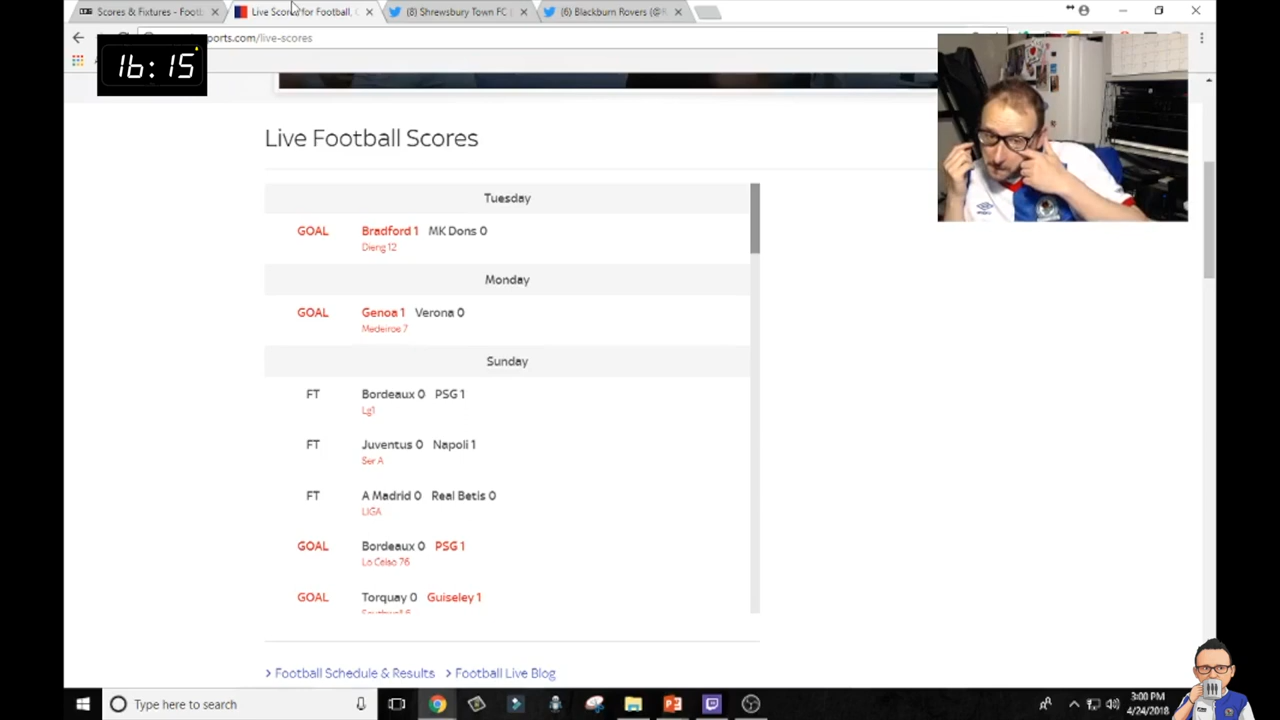 Scores & Fixtures - Footb
Live Scores for Football,
(8) Shrewsbury Town FC
(6) Blackburn Rovers (@
ports.com/live-scores
16:15
Live Football Scores
Tuesday
GOAL Bradford 1 MK Dons 0
Dieng 12
Monday
GOAL Genoa 1 Verona 0
Medeiros 7
Sunday
FT Bordeaux 0 PSG 1
Lg1
FT Juventus 0 Napoli 1
Ser A
FT A Madrid 0 Real Betis 0
LIGA
GOAL Bordeaux 0 PSG 1
Lo Celso 76
GOAL Torquay 0 Guiseley 1
Football Schedule & Results
Football Live Blog
Type here to search
3:00 PM
4/24/2018